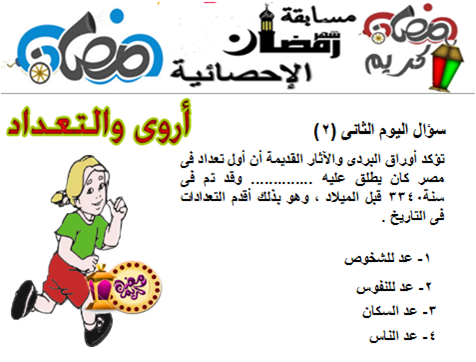 مسابقة
شهر
رمضان
الإحصائية
رمضان
كريم
رمضان
أروى والتعداد
سؤال اليوم الثانى (٢)
تؤكد أوراق البردى والآثار القديمة أن أول تعداد فى
مصر كان يطلق عليه .............. وقد تم فى
سنة ٣٣٤٠ قبل الميلاد ، وهو بذلك أقدم التعدادات
فى التاريخ .
١- عد للشخوص
٢- عد للنفوس
٣- عد السكان
٤- عد الناس